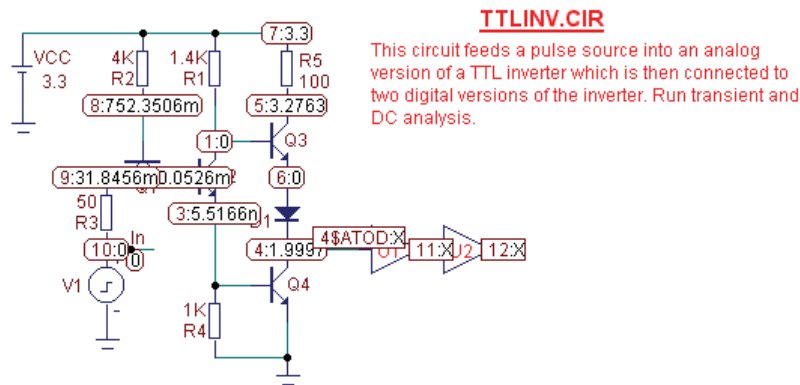 TTLINV.CIR
This circuit feeds a pulse source into an analog
version of a TTL inverter which is then connected to
two digital versions of the inverter. Run transient and
DC analysis.
7:3.3
VCC
3.3
4K
R2
1.4K
R1
R5
100
8:752.3506m
5:3.2763
1:0
Q3
9:31.8456m
0.0526m
6:0
50
R3
3:5.5166n
4$ATOD:X
4:1.9997
U1
11:X
U2
12:X
In
10:0
0
V1
Q4
1K
R4